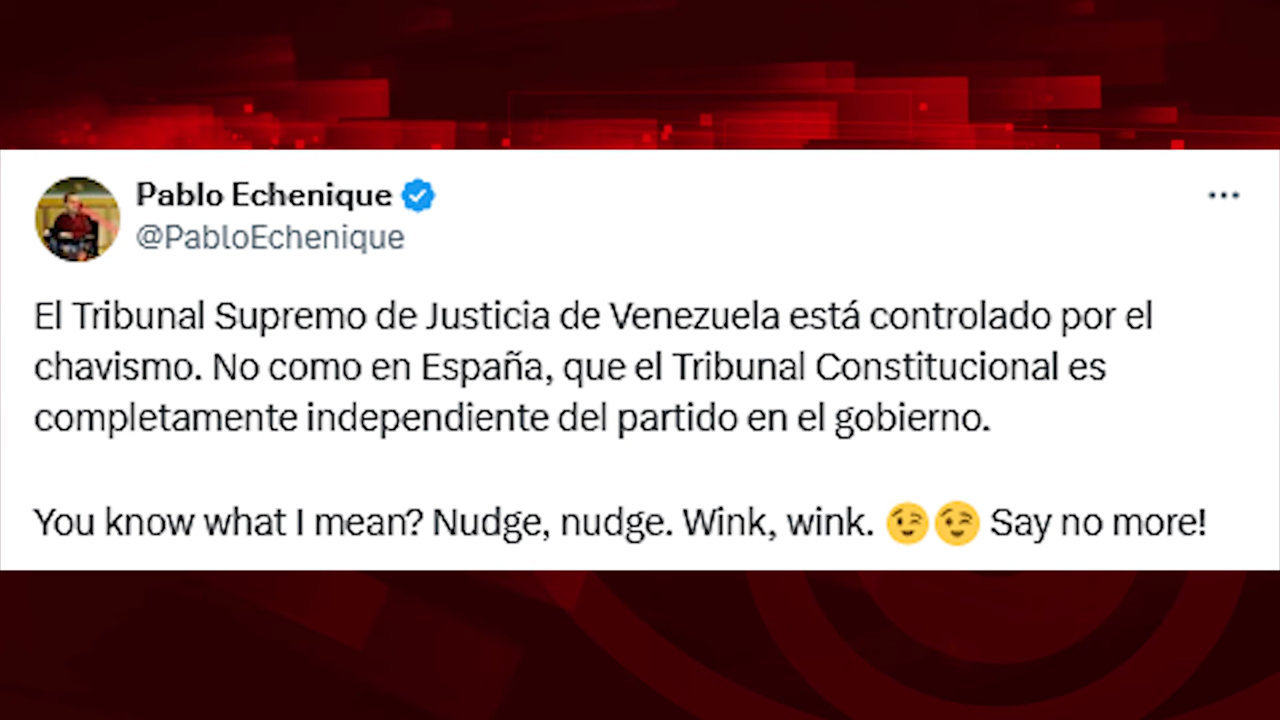 Pablo Echenique
@PabloEchenique
El Tribunal Supremo de Justicia de Venezuela está controlado por el
chavismo. No como en España, que el Tribunal Constitucional es
completamente independiente del partido en el gobierno.
You know what I mean? Nudge, nudge. Wink, wink. 😉😉 Say no more!